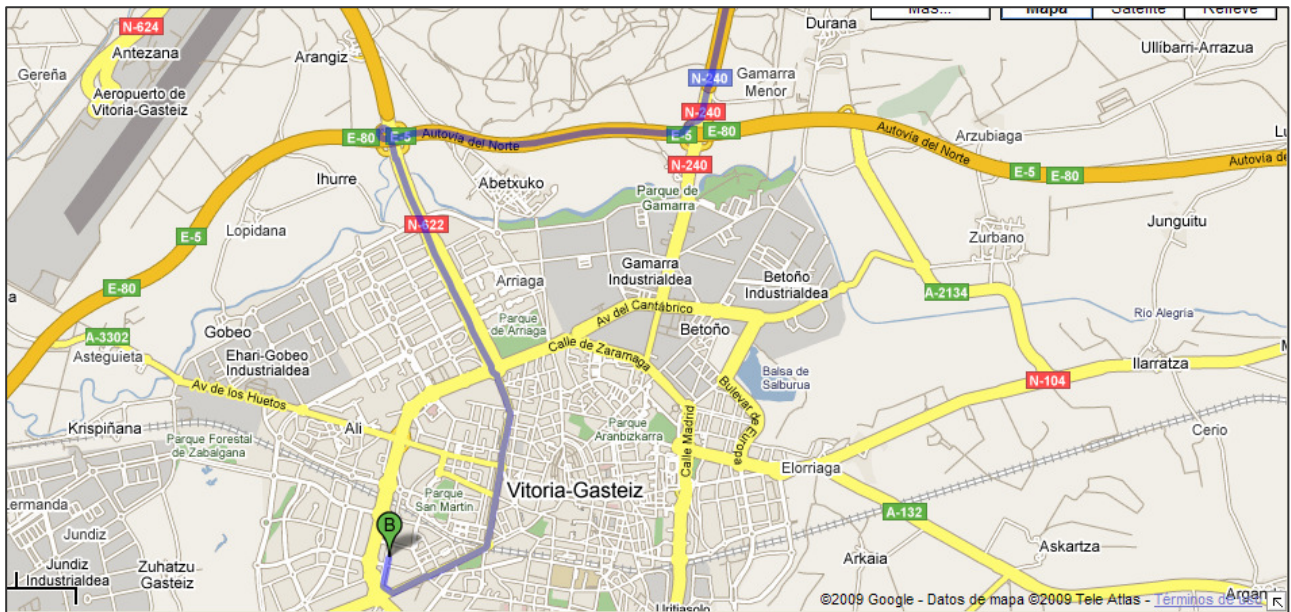 Más...
Mapa
Satélite
Relieve
N-624
Antezana
Arangiz
Durana
Ullibarri-Arrazua
Gereña
Aeropuerto de
Vitoria-Gasteiz
N-240
Gamarra
Menor
N-240
E-80
E-5
Autovía del Norte
E-5
E-80
Autovía del Norte
Arzubiaga
Autovía de
E-5
E-80
N-240
Ihurre
Abetxuko
Parque de
Gamarra
N-622
Lopidana
E-5
Zurbano
Junguitu
Gamarra
Industrialdea
Betoño
Industrialdea
Arriaga
E-80
A-2134
Av del Cantábrico
Rio Alegría
Parque
de Arriaga
Gobeo
Betoño
A-3302
Asteguieta
Ehari-Gobeo
Industrialdea
Calle de Zaramaga
Ilarratza
Balsa de
Salburua
N-104
Av de los Huetos
Bulevar de Europa
Krispiñana
Ali
Parque
Aranbizkarra
Calle Madrid
Cerio
Parque Forestal
de Zabalgana
Elorriaga
Parque
San Martin
Vitoria-Gasteiz
Lermanda
A-132
B
Jundiz
Askartza
Arkaia
Jundiz
Industrialdea
Zuhatzu
Gasteiz
Uritiasolo
Argan
©2009 Google - Datos de mapa ©2009 Tele Atlas - Términos de uso